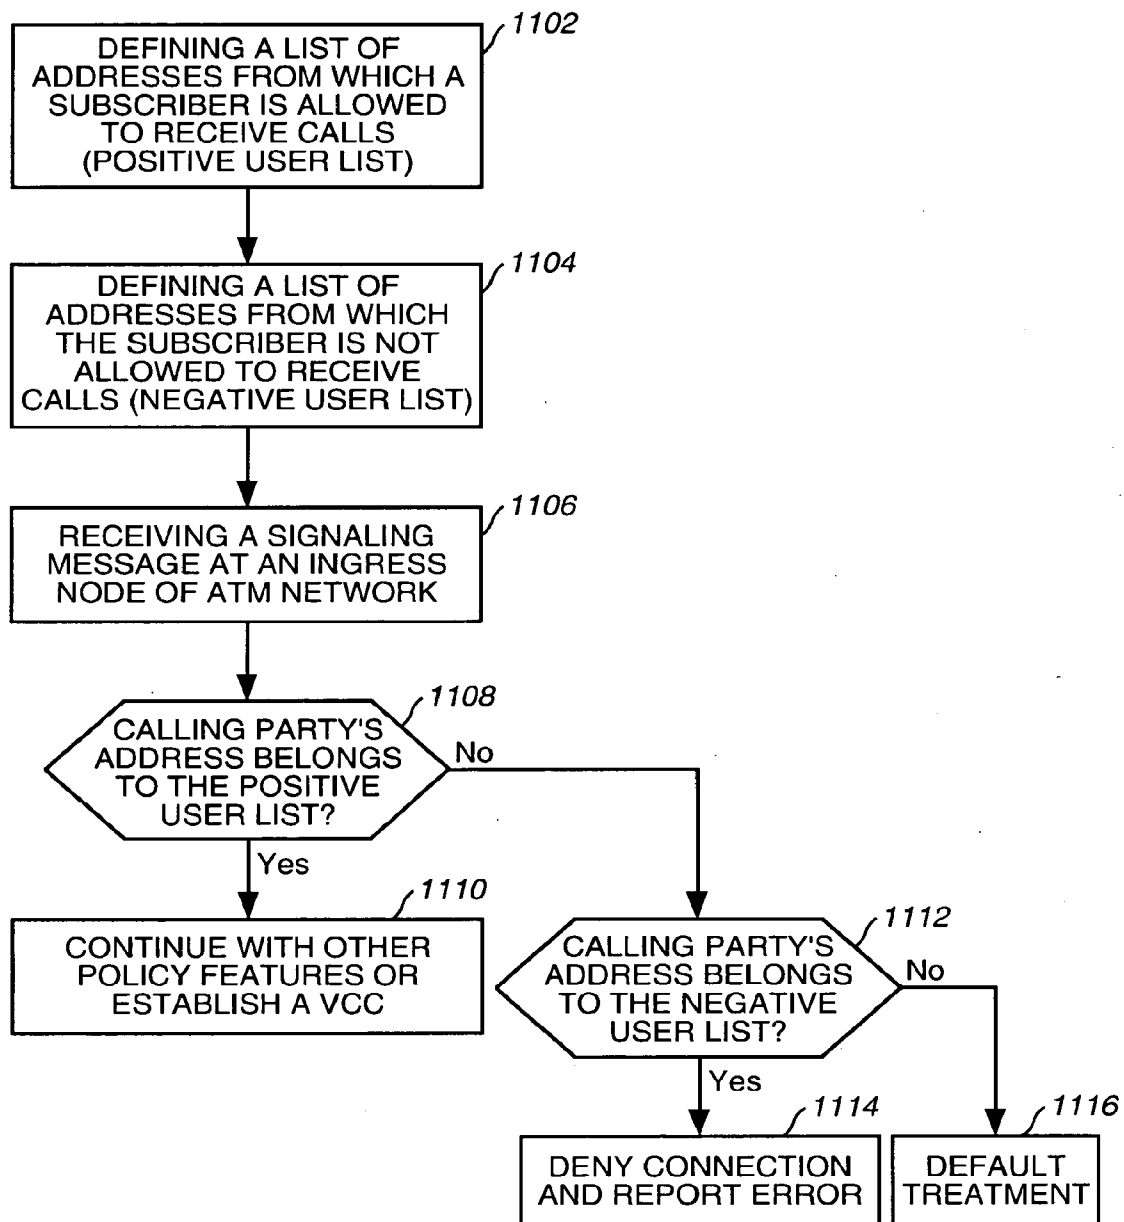 1102
DEFINING A LIST OF
ADDRESSES FROM WHICH A
SUBSCRIBER IS ALLOWED
TO RECEIVE CALLS
(POSITIVE USER LIST)
1104
DEFINING A LIST OF
ADDRESSES FROM WHICH
THE SUBSCRIBER IS NOT
ALLOWED TO RECEIVE
CALLS (NEGATIVE USER LIST)
1106
RECEIVING A SIGNALING
MESSAGE AT AN INGRESS
NODE OF ATM NETWORK
1108
CALLING PARTY'S
ADDRESS BELONGS
TO THE POSITIVE
USER LIST?
No
Yes
1110
CONTINUE WITH OTHER
POLICY FEATURES OR
ESTABLISH A VCC
1112
CALLING PARTY'S
ADDRESS BELONGS
TO THE NEGATIVE
USER LIST?
No
Yes
1114
DENY CONNECTION
AND REPORT ERROR
1116
DEFAULT
TREATMENT